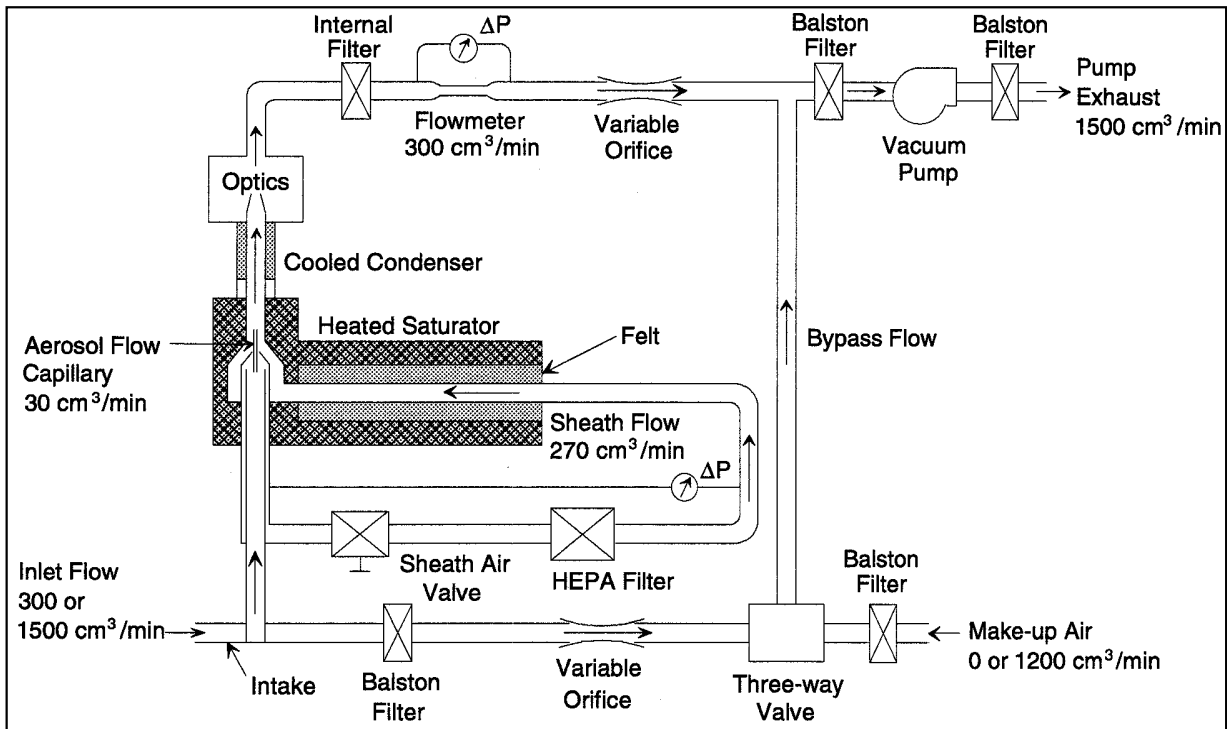 Internal
Filter
ΔP
Balston
Filter
Balston
Filter
Pump
Exhaust
1500 cm³/min
Flowmeter
300 cm³/min
Variable
Orifice
Vacuum
Pump
Optics
Cooled Condenser
Heated Saturator
Felt
Bypass Flow
Aerosol Flow
Capillary
30 cm³/min
Sheath Flow
270 cm³/min
ΔP
Sheath Air
Valve
HEPA Filter
Balston
Filter
Inlet Flow
300 or
1500 cm³/min
Make-up Air
0 or 1200 cm³/min
Intake
Balston
Filter
Variable
Orifice
Three-way
Valve